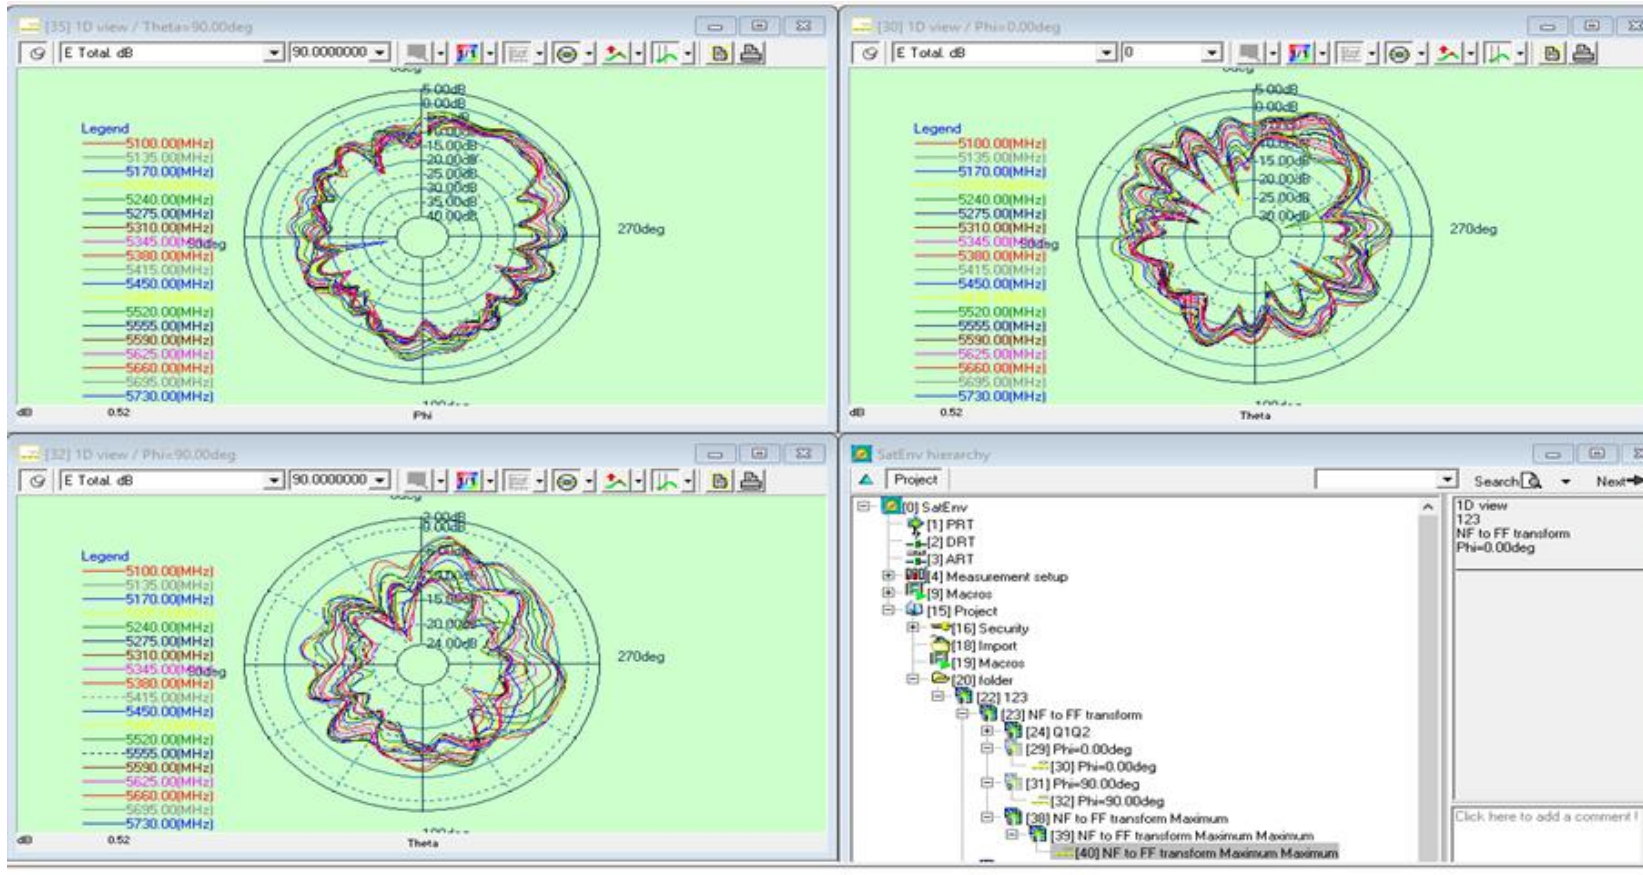 [35] 1D view / Theta=90.00deg
E Total. dB
90.0000000
5.00dB
0.00dB
15.00dB
20.00dB
25.00dB
30.00dB
35.00dB
40.00dB
Legend
5100.00(MHz)
5135.00(MHz)
5170.00(MHz)
5240.00(MHz)
5275.00(MHz)
5310.00(MHz)
5345.00(MHz)
5380.00(MHz)
5415.00(MHz)
5450.00(MHz)
5520.00(MHz)
5555.00(MHz)
5590.00(MHz)
5625.00(MHz)
5660.00(MHz)
5695.00(MHz)
5730.00(MHz)
270deg
dB
0.52
Phi
[30] 1D view / Phi=0.00deg
E Total. dB
0
5.00dB
0.00dB
15.00dB
20.00dB
25.00dB
30.00dB
Legend
5100.00(MHz)
5135.00(MHz)
5170.00(MHz)
5240.00(MHz)
5275.00(MHz)
5310.00(MHz)
5345.00(MHz)
5380.00(MHz)
5415.00(MHz)
5450.00(MHz)
5520.00(MHz)
5555.00(MHz)
5590.00(MHz)
5625.00(MHz)
5660.00(MHz)
5695.00(MHz)
5730.00(MHz)
270deg
dB
0.52
Theta
[32] 1D view / Phi=90.00deg
E Total. dB
90.0000000
2.00dB
0.00dB
15.00dB
20.00dB
24.00dB
Legend
5100.00(MHz)
5135.00(MHz)
5170.00(MHz)
5240.00(MHz)
5275.00(MHz)
5310.00(MHz)
5345.00(MHz)
5380.00(MHz)
5415.00(MHz)
5450.00(MHz)
5520.00(MHz)
5555.00(MHz)
5590.00(MHz)
5625.00(MHz)
5660.00(MHz)
5695.00(MHz)
5730.00(MHz)
270deg
dB
0.52
Theta
SatEnv hierarchy
Project
Search
Next
[0] SatEnv
[1] PRT
[2] DRT
[3] ART
[4] Measurement setup
[9] Macros
[15] Project
[16] Security
[18] Import
[19] Macros
[20] folder
[22] 123
[23] NF to FF transform
[24] Q1Q2
[29] Phi=0.00deg
[30] Phi=0.00deg
[31] Phi=90.00deg
[32] Phi=90.00deg
[38] NF to FF transform Maximum
[39] NF to FF transform Maximum Maximum
[40] NF to FF transform Maximum Maximum
1D view
123
NF to FF transform
Phi=0.00deg
Click here to add a comment !